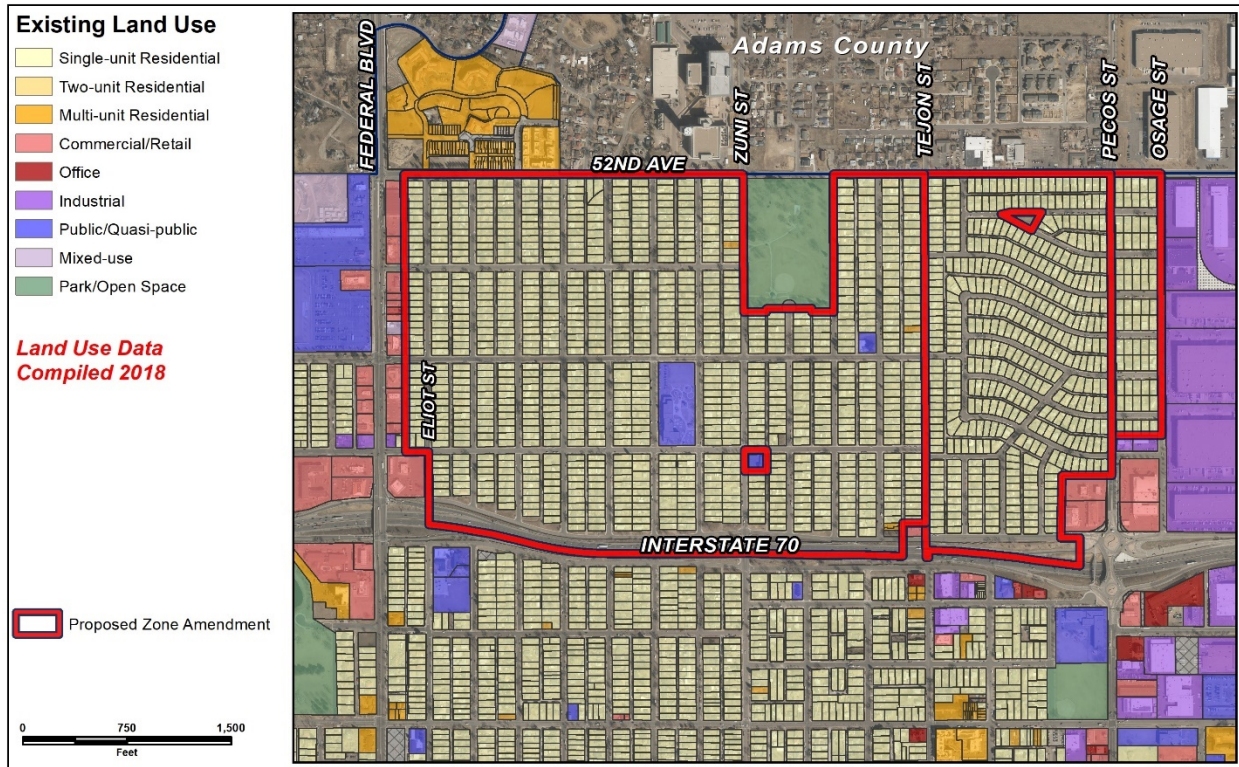 Existing Land Use
Single-unit Residential
Two-unit Residential
Multi-unit Residential
Commercial/Retail
Office
Industrial
Public/Quasi-public
Mixed-use
Park/Open Space
Land Use Data
Compiled 2018
Proposed Zone Amendment
0 750 1,500
Feet
Adams County
FEDERAL BLVD
ZUNI ST
TEJON ST
PECOS ST
OSAGE ST
52ND AVE
ELIOT ST
INTERSTATE 70